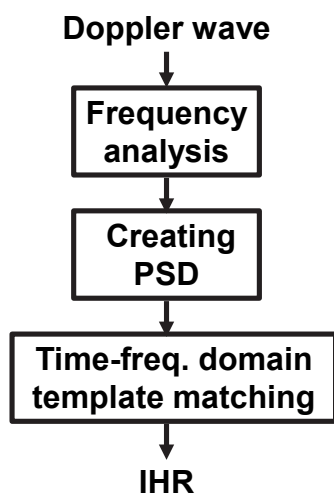 Doppler wave
Frequency
analysis
Creating
PSD
Time-freq. domain
template matching
IHR